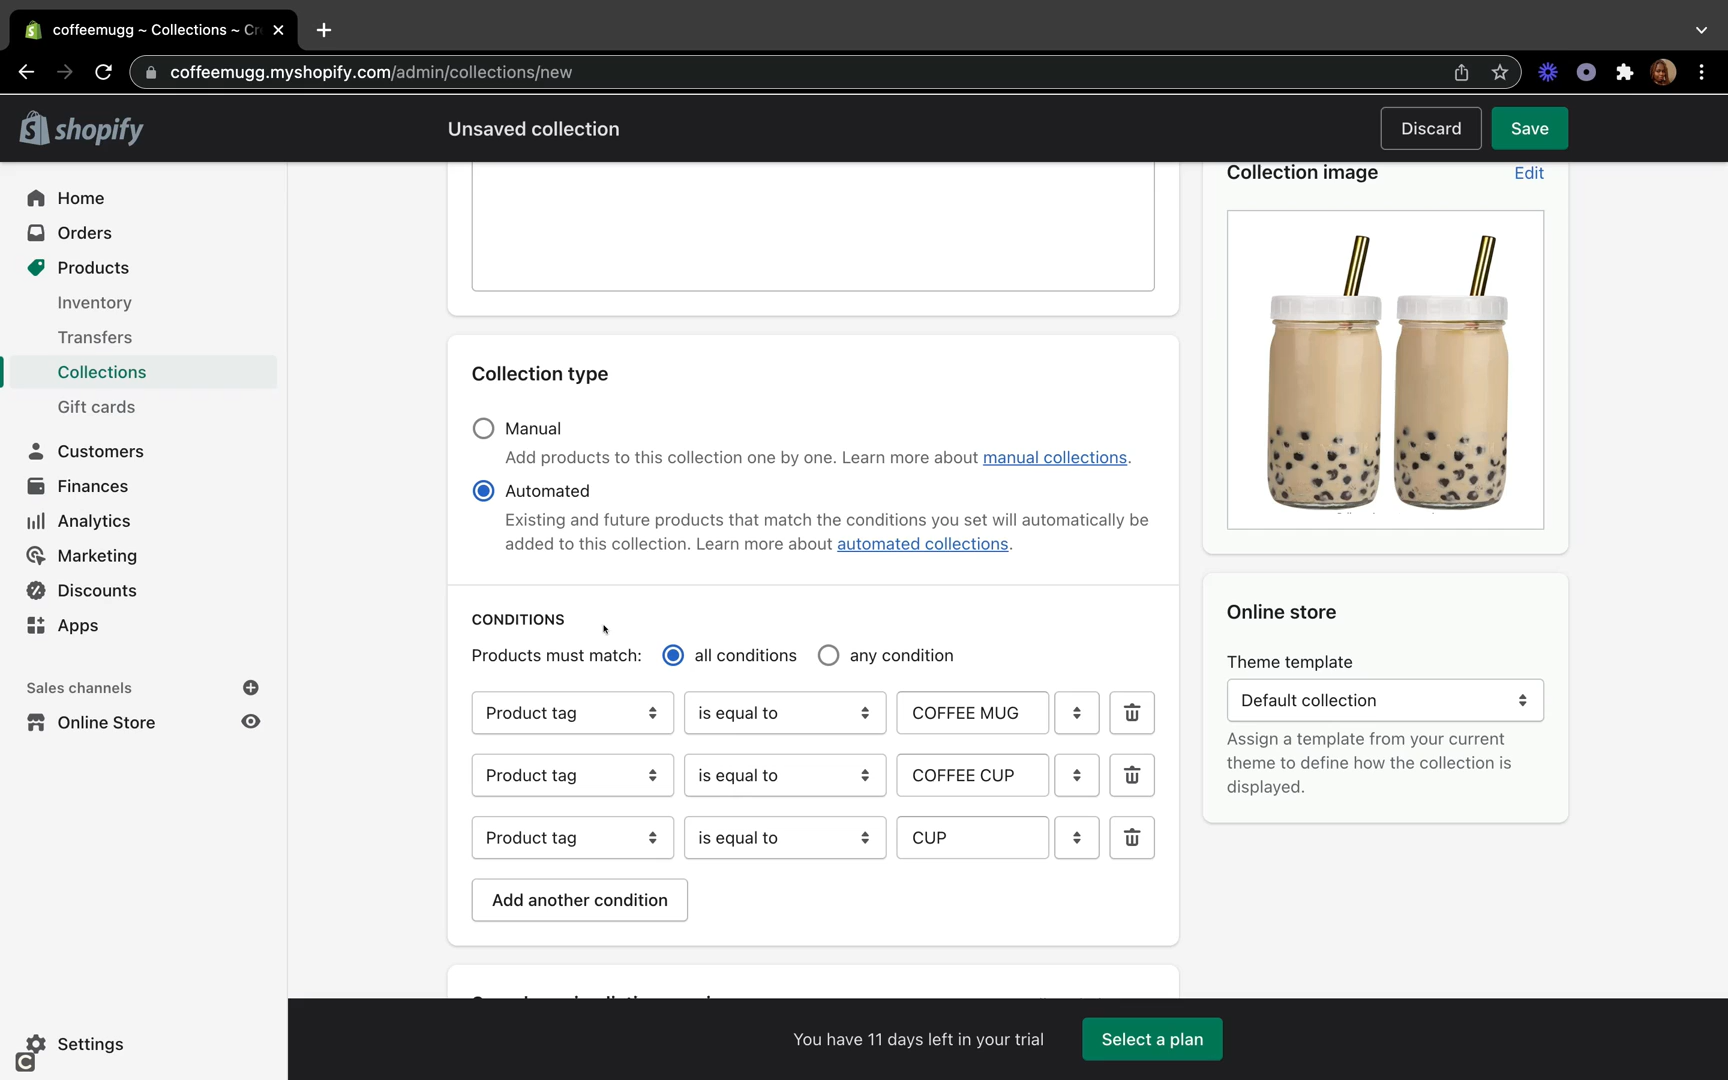 coffeemugg ~ Collections ~ Cr
coffeemugg.myshopify.com/admin/collections/new
shopify
Unsaved collection
Discard
Save
Home
Orders
Products
Inventory
Transfers
Collections
Gift cards
Customers
Finances
Analytics
Marketing
Discounts
Apps
Sales channels
Online Store
Settings
Collection type
Manual
Add products to this collection one by one. Learn more about manual collections.
Automated
Existing and future products that match the conditions you set will automatically be
added to this collection. Learn more about automated collections.
CONDITIONS
Products must match: all conditions any condition
Product tag is equal to COFFEE MUG
Product tag is equal to COFFEE CUP
Product tag is equal to CUP
Add another condition
Collection image
Edit
Online store
Theme template
Default collection
Assign a template from your current
theme to define how the collection is
displayed.
You have 11 days left in your trial
Select a plan